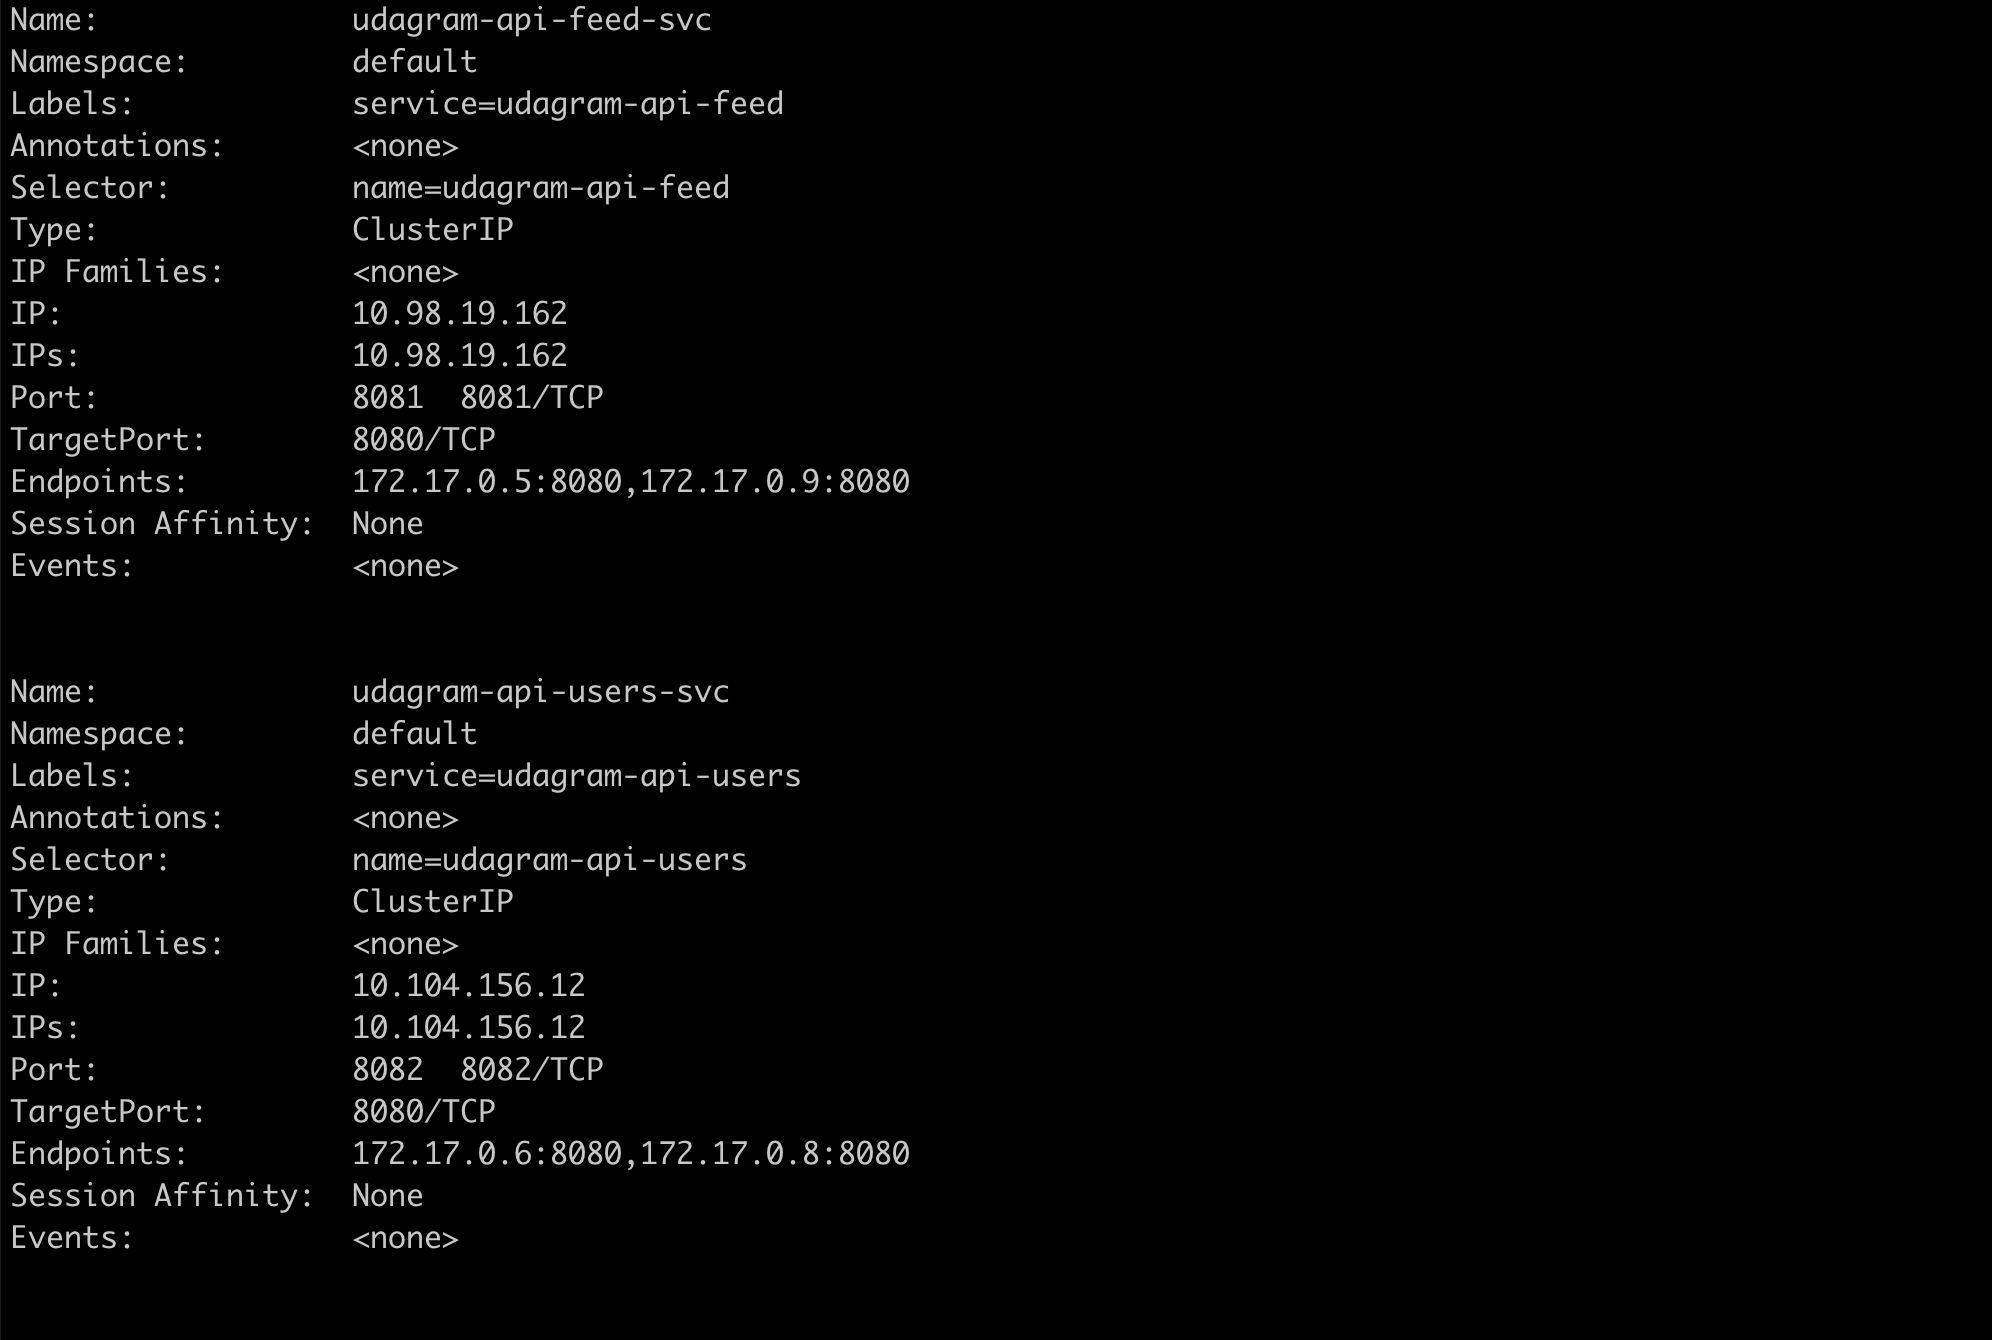 Name:              udagram-api-feed-svc
Namespace:         default
Labels:            service=udagram-api-feed
Annotations:       <none>
Selector:          name=udagram-api-feed
Type:              ClusterIP
IP Families:       <none>
IP:                10.98.19.162
IPs:               10.98.19.162
Port:              8081  8081/TCP
TargetPort:        8080/TCP
Endpoints:         172.17.0.5:8080,172.17.0.9:8080
Session Affinity:  None
Events:            <none>
Name:              udagram-api-users-svc
Namespace:         default
Labels:            service=udagram-api-users
Annotations:       <none>
Selector:          name=udagram-api-users
Type:              ClusterIP
IP Families:       <none>
IP:                10.104.156.12
IPs:               10.104.156.12
Port:              8082  8082/TCP
TargetPort:        8080/TCP
Endpoints:         172.17.0.6:8080,172.17.0.8:8080
Session Affinity:  None
Events:            <none>